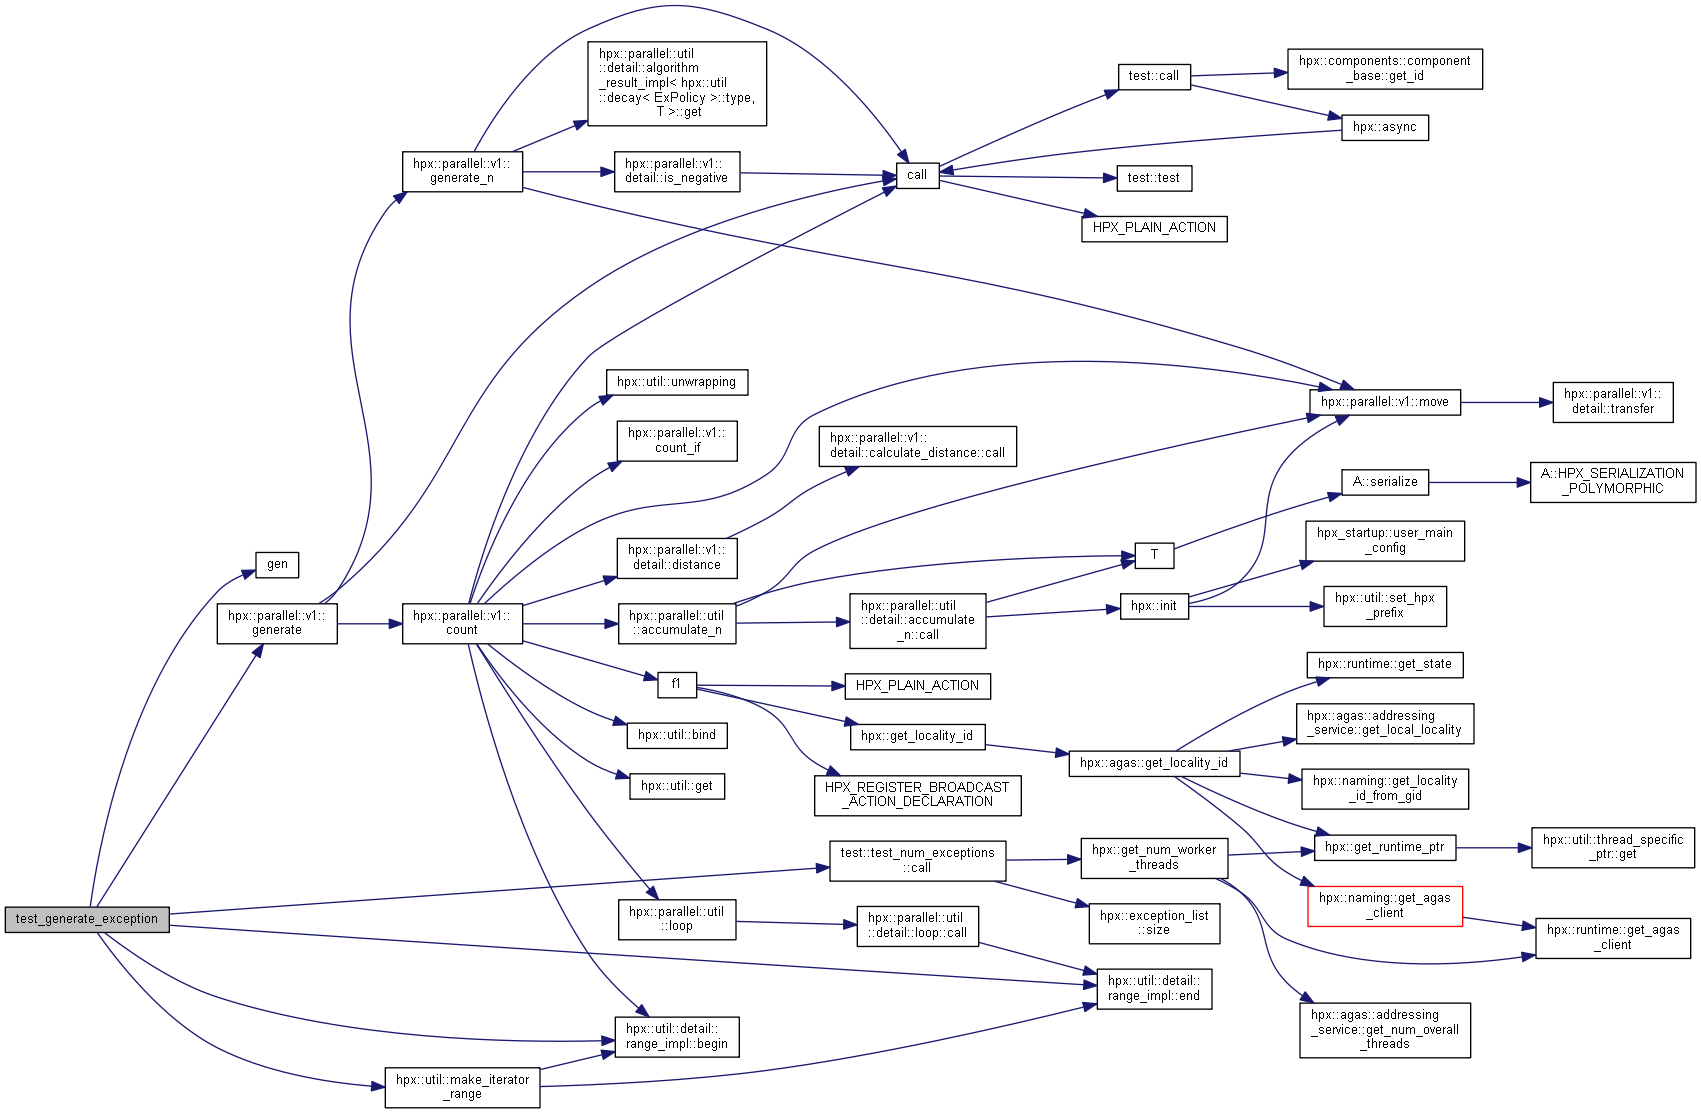 test_generate_exception
gen
hpx::parallel::v1::
generate
hpx::parallel::v1::
generate_n
hpx::parallel::v1::
count
hpx::util::make_iterator
_range
hpx::parallel::util
::detail::algorithm
_result_impl< hpx::util
::decay< ExPolicy >::type,
T >::get
hpx::parallel::v1::
detail::is_negative
hpx::util::unwrapping
hpx::parallel::v1::
count_if
hpx::parallel::v1::
detail::distance
hpx::parallel::util
::accumulate_n
f1
hpx::util::bind
hpx::util::get
hpx::parallel::util
::loop
hpx::util::detail::
range_impl::begin
call
hpx::parallel::v1::
detail::calculate_distance::call
hpx::parallel::util
::detail::accumulate
_n::call
HPX_PLAIN_ACTION
hpx::get_locality_id
HPX_REGISTER_BROADCAST
_ACTION_DECLARATION
test::test_num_exceptions
::call
hpx::parallel::util
::detail::loop::call
test::call
test::test
HPX_PLAIN_ACTION
T
hpx::init
hpx::agas::get_locality_id
hpx::get_num_worker
_threads
hpx::exception_list
::size
hpx::util::detail::
range_impl::end
hpx::components::component
_base::get_id
hpx::async
hpx::parallel::v1::move
A::serialize
hpx_startup::user_main
_config
hpx::util::set_hpx
_prefix
hpx::runtime::get_state
hpx::agas::addressing
_service::get_local_locality
hpx::naming::get_locality
_id_from_gid
hpx::get_runtime_ptr
hpx::naming::get_agas
_client
hpx::agas::addressing
_service::get_num_overall
_threads
hpx::parallel::v1::
detail::transfer
A::HPX_SERIALIZATION
_POLYMORPHIC
hpx::util::thread_specific
_ptr::get
hpx::runtime::get_agas
_client